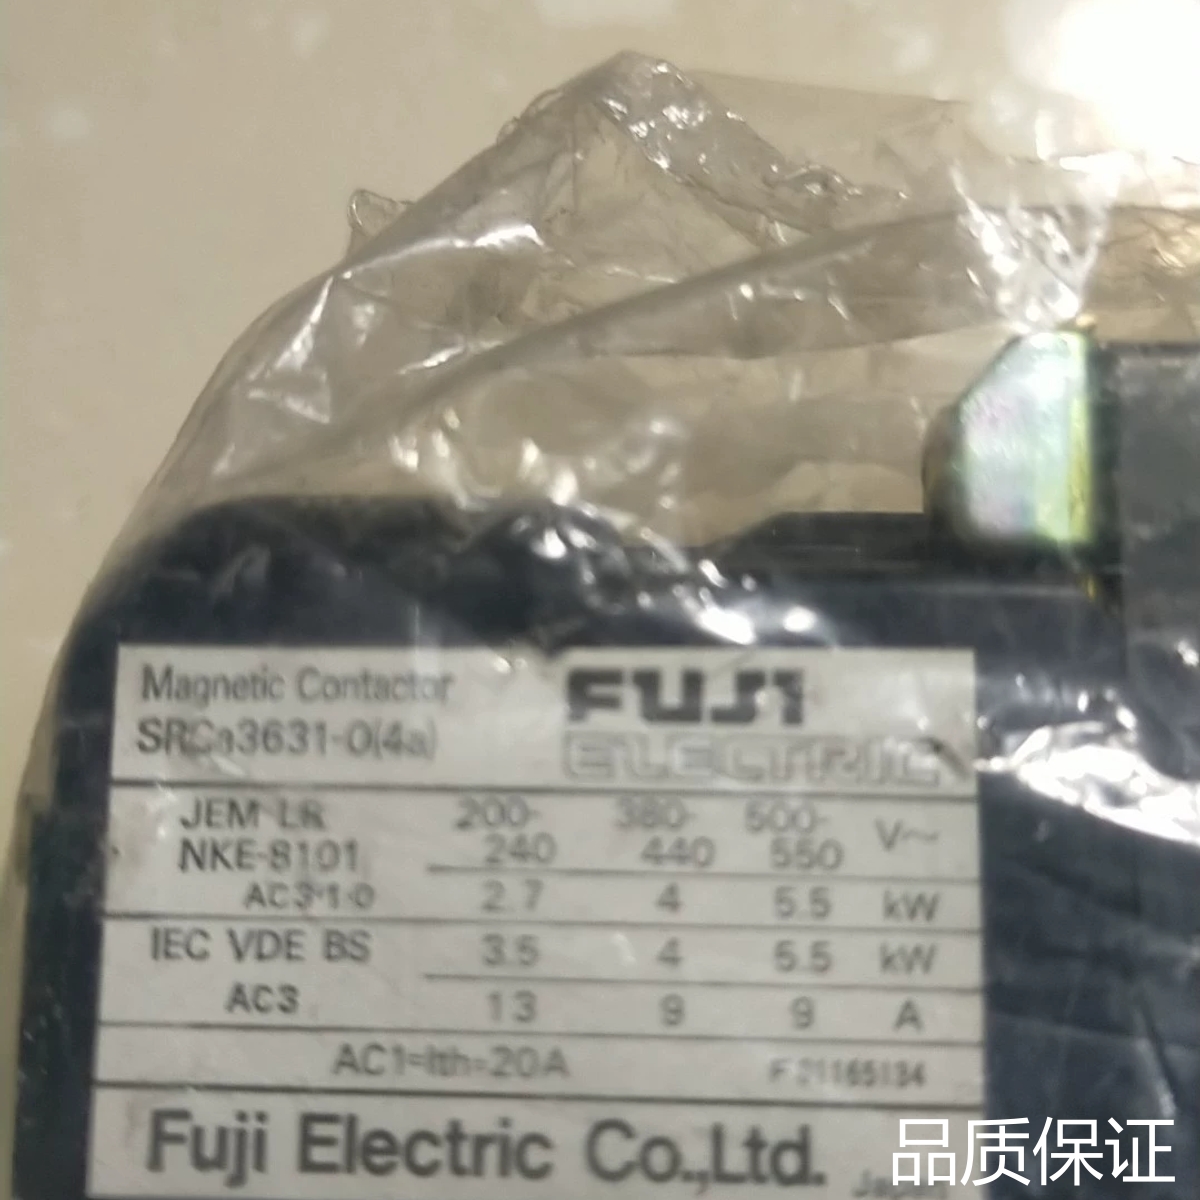 Magnetic Contactor
SRCa3631-0(4a)
FUJI
ELECTRIC
JEM LR 200- 380- 500- V~
NKE-8101 240 440 550
AC3·1·0 2.7 4 5.5 kW
IEC VDE BS 3.5 4 5.5 kW
AC3 13 9 9 A
AC1=Ith=20A
Fuji Electric Co.,Ltd.
Japan
品质保证